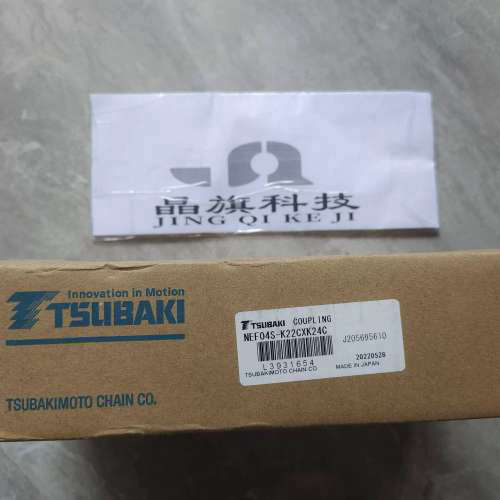 晶旗科技
JING QI KE JI
Innovation in Motion
TSUBAKI
TSUBAKIMOTO CHAIN CO.
TSUBAKI COUPLING
NEF04S-K22CXK24C
J205685610
L3931654
20220528
TSUBAKIMOTO CHAIN CO. MADE IN JAPAN